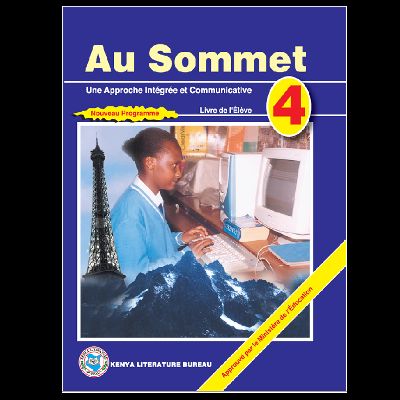 Au Sommet
Une Approche Intégrée et Communicative
Livre de l'Élève
4
Nouveau Programme
Approuvé par le Ministère de l'Éducation
KENYA LITERATURE BUREAU